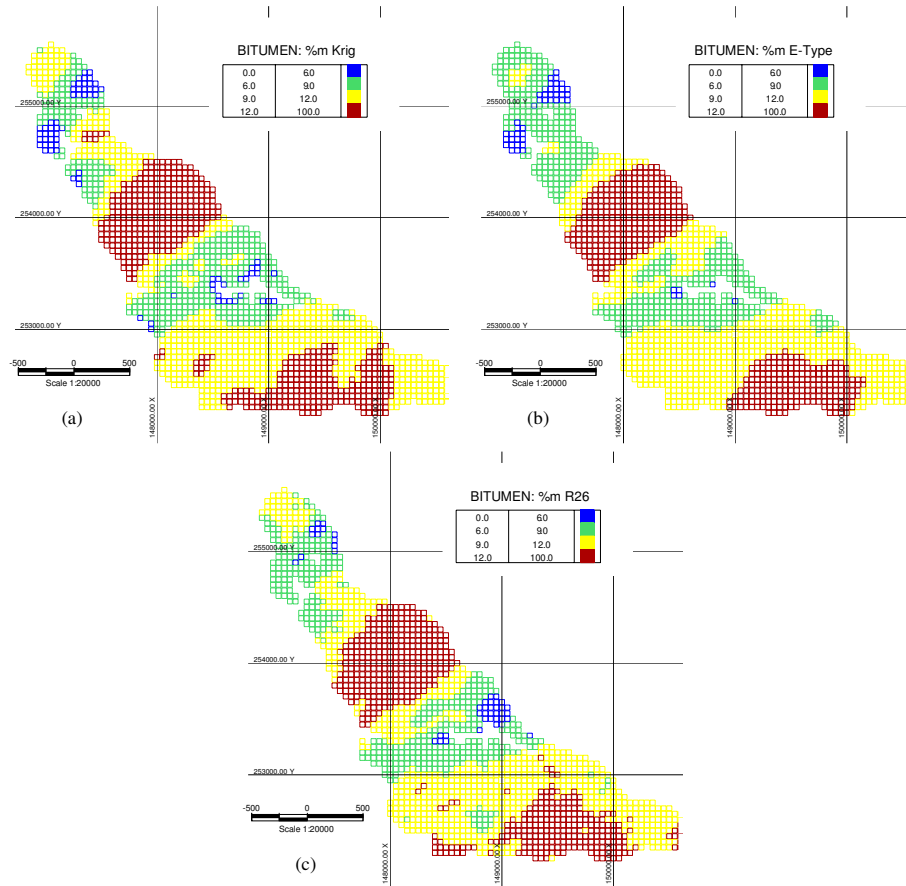 BITUMEN: %m Krig
0.0 6.0
6.0 9.0
9.0 12.0
12.0 100.0
255000.00 Y
254000.00 Y
253000.00 Y
-500 0 500
Scale 1:20000
148000.00 X
149000.00 X
150000.00 X
(a)
BITUMEN: %m E-Type
0.0 6.0
6.0 9.0
9.0 12.0
12.0 100.0
255000.00 Y
254000.00 Y
253000.00 Y
-500 0 500
Scale 1:20000
148000.00 X
149000.00 X
150000.00 X
(b)
BITUMEN: %m R26
0.0 6.0
6.0 9.0
9.0 12.0
12.0 100.0
255000.00 Y
254000.00 Y
253000.00 Y
-500 0 500
Scale 1:20000
148000.00 X
149000.00 X
150000.00 X
(c)